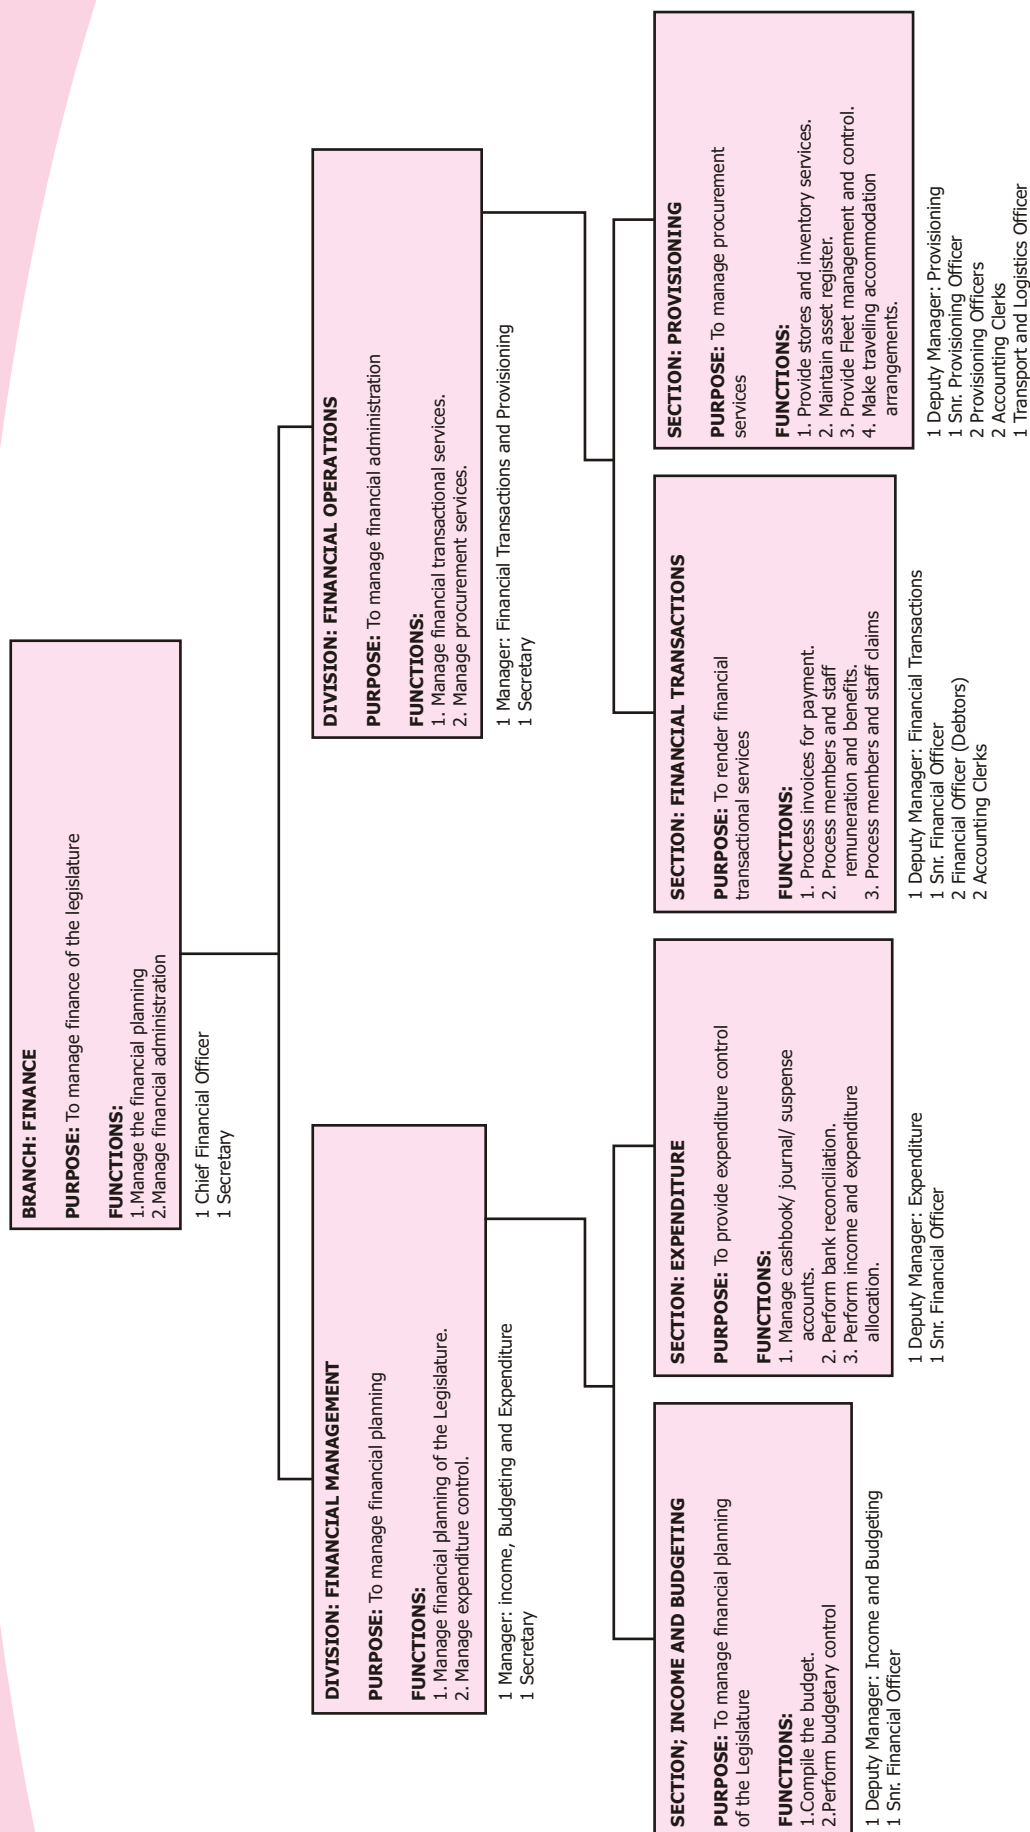 BRANCH: FINANCE
PURPOSE: To manage finance of the legislature
FUNCTIONS:
1.Manage the financial planning
2.Manage financial administration
1 Chief Financial Officer
1 Secretary
DIVISION: FINANCIAL MANAGEMENT
PURPOSE: To manage financial planning
FUNCTIONS:
1. Manage financial planning of the Legislature.
2. Manage expenditure control.
1 Manager: income, Budgeting and Expenditure
1 Secretary
DIVISION: FINANCIAL OPERATIONS
PURPOSE: To manage financial administration
FUNCTIONS:
1. Manage financial transactional services.
2. Manage procurement services.
1 Manager: Financial Transactions and Provisioning
1 Secretary
SECTION; INCOME AND BUDGETING
PURPOSE: To manage financial planning
of the Legislature
FUNCTIONS:
1.Compile the budget.
2.Perform budgetary control
1 Deputy Manager: Income and Budgeting
1 Snr. Financial Officer
SECTION: EXPENDITURE
PURPOSE: To provide expenditure control
FUNCTIONS:
1. Manage cashbook/ journal/ suspense
accounts.
2. Perform bank reconciliation.
3. Perform income and expenditure
allocation.
1 Deputy Manager: Expenditure
1 Snr. Financial Officer
SECTION: FINANCIAL TRANSACTIONS
PURPOSE: To render financial
transactional services
FUNCTIONS:
1. Process invoices for payment.
2. Process members and staff
remuneration and benefits.
3. Process members and staff claims
1 Deputy Manager: Financial Transactions
1 Snr. Financial Officer
2 Financial Officer (Debtors)
2 Accounting Clerks
SECTION: PROVISIONING
PURPOSE: To manage procurement
services
FUNCTIONS:
1. Provide stores and inventory services.
2. Maintain asset register.
3. Provide Fleet management and control.
4. Make traveling accommodation
arrangements.
1 Deputy Manager: Provisioning
1 Snr. Provisioning Officer
2 Provisioning Officers
2 Accounting Clerks
1 Transport and Logistics Officer